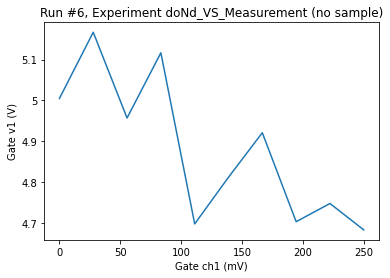 Run #6, Experiment doNd_VS_Measurement (no sample)
Gate v1 (V)
5.1
5
4.9
4.8
4.7
0 50 100 150 200 250
Gate ch1 (mV)